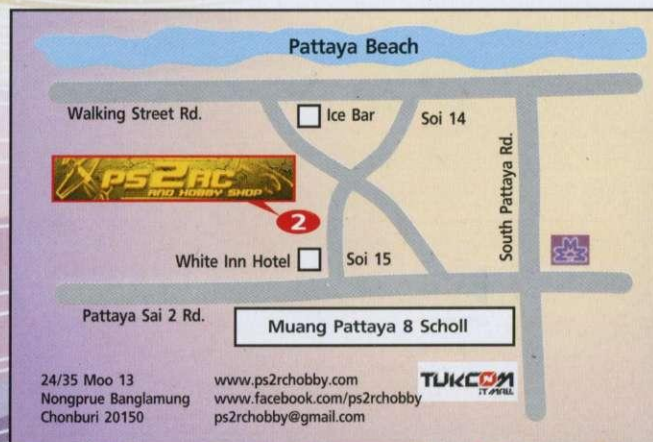 Pattaya Beach
Walking Street Rd.
Ice Bar
Soi 14
South Pattaya Rd.
PS2RC
AND HOBBY SHOP
2
White Inn Hotel
Soi 15
Pattaya Sai 2 Rd.
Muang Pattaya 8 Scholl
24/35 Moo 13
Nongprue Banglamung
Chonburi 20150
www.ps2rchobby.com
www.facebook.com/ps2rchobby
ps2rchobby@gmail.com
TUKCOM
IT MALL